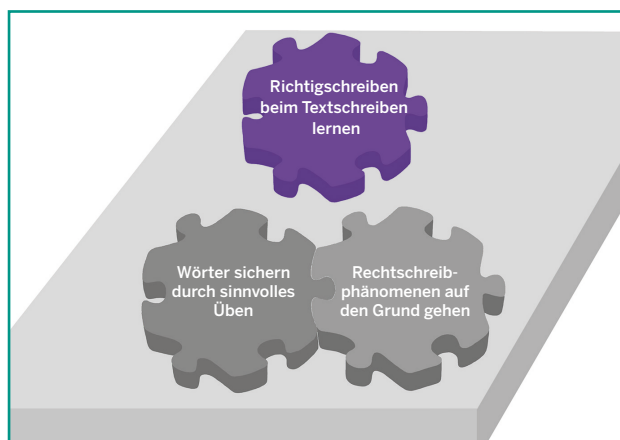 Richtigschreiben
beim Textschreiben
lernen
Wörter sichern
durch sinnvolles
Üben
Rechtschreib-
phänomenen auf
den Grund gehen